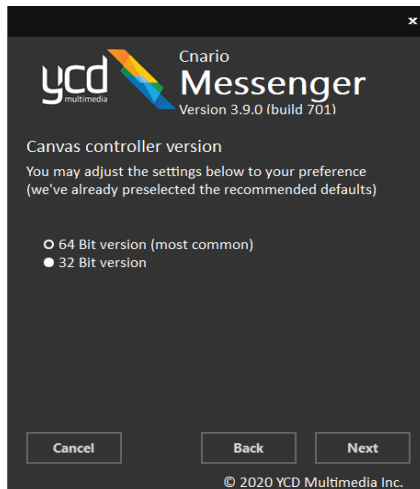 ×
ycd
multimedia
Cnario
Messenger
Version 3.9.0 (build 701)
Canvas controller version
You may adjust the settings below to your preference
(we've already preselected the recommended defaults)
64 Bit version (most common)
32 Bit version
Cancel Back Next
© 2020 YCD Multimedia Inc.